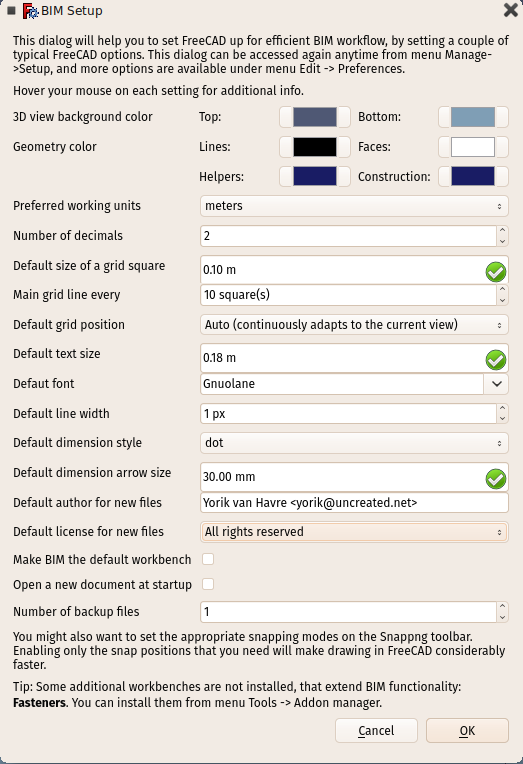 BIM Setup
This dialog will help you to set FreeCAD up for efficient BIM workflow, by setting a couple of
typical FreeCAD options. This dialog can be accessed again anytime from menu Manage-
>Setup, and more options are available under menu Edit -> Preferences.
Hover your mouse on each setting for additional info.
3D view background color Top: Bottom:
Geometry color Lines: Faces:
Helpers: Construction:
Preferred working units meters
Number of decimals 2
Default size of a grid square 0.10 m
Main grid line every 10 square(s)
Default grid position Auto (continuously adapts to the current view)
Default text size 0.18 m
Defaut font Gnuolane
Default line width 1 px
Default dimension style dot
Default dimension arrow size 30.00 mm
Default author for new files Yorik van Havre <yorik@uncreated.net>
Default license for new files All rights reserved
Make BIM the default workbench
Open a new document at startup
Number of backup files 1
You might also want to set the appropriate snapping modes on the Snappng toolbar.
Enabling only the snap positions that you need will make drawing in FreeCAD considerably
faster.
Tip: Some additional workbenches are not installed, that extend BIM functionality:
Fasteners. You can install them from menu Tools -> Addon manager.
Cancel OK